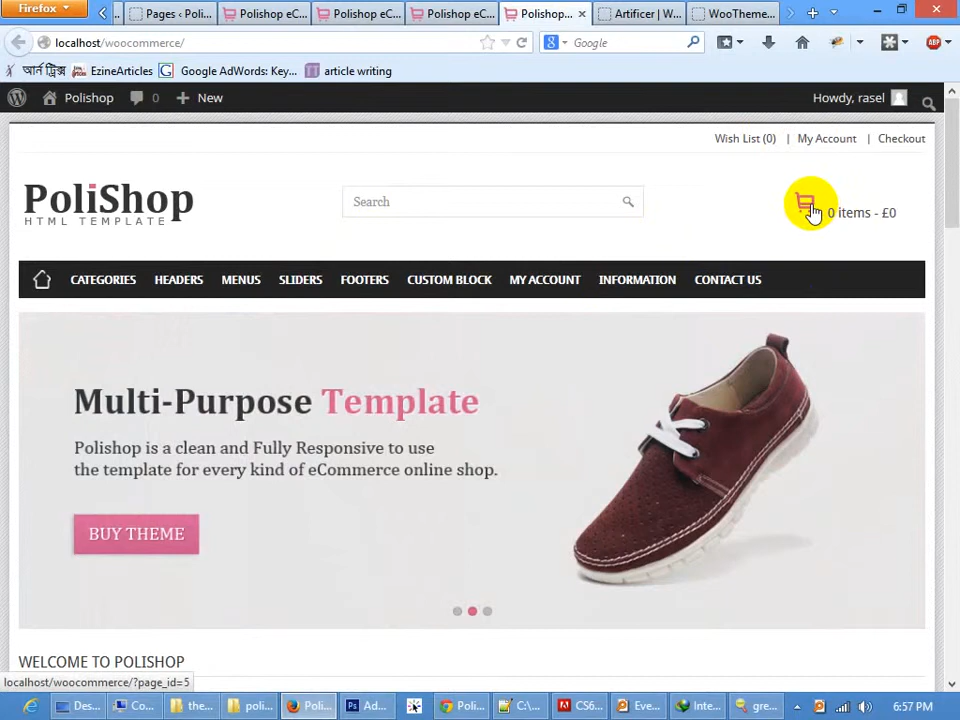 Firefox
Pages ‹ Poli...
Polishop eC...
Polishop eC...
Polishop eC...
Polishop...
Artificer | W...
WooTheme...
localhost/woocommerce/
Google
আর্ন ট্রিক্স
EzineArticles
Google AdWords: Key...
article writing
Polishop
0
New
Howdy, rasel
Wish List (0) | My Account | Checkout
PoliShop
HTML TEMPLATE
Search
0 items - £0
CATEGORIES HEADERS MENUS SLIDERS FOOTERS CUSTOM BLOCK MY ACCOUNT INFORMATION CONTACT US
Multi-Purpose Template
Polishop is a clean and Fully Responsive to use
the template for every kind of eCommerce online shop.
BUY THEME
WELCOME TO POLISHOP
localhost/woocommerce/?page_id=5
Des...
Co...
the...
poli...
Poli...
Ad...
Poli...
C:\...
CS6...
Eve...
Inte...
gre...
6:57 PM